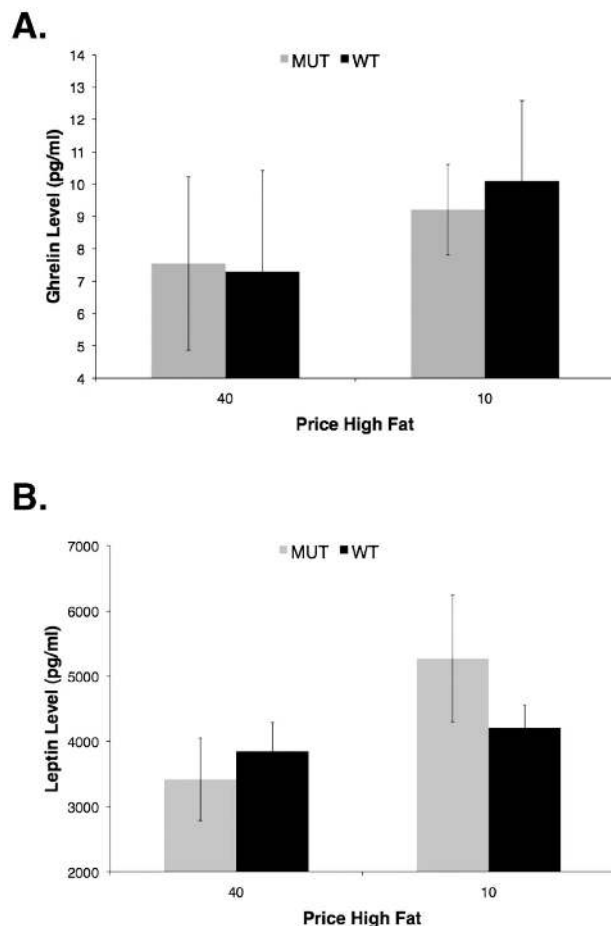 A.
14
MUT WT
13
12
11
10
9
8
7
6
5
4
Ghrelin Level (pg/ml)
40 10
Price High Fat
B.
7000
MUT WT
6000
5000
4000
3000
2000
Leptin Level (pg/ml)
40 10
Price High Fat